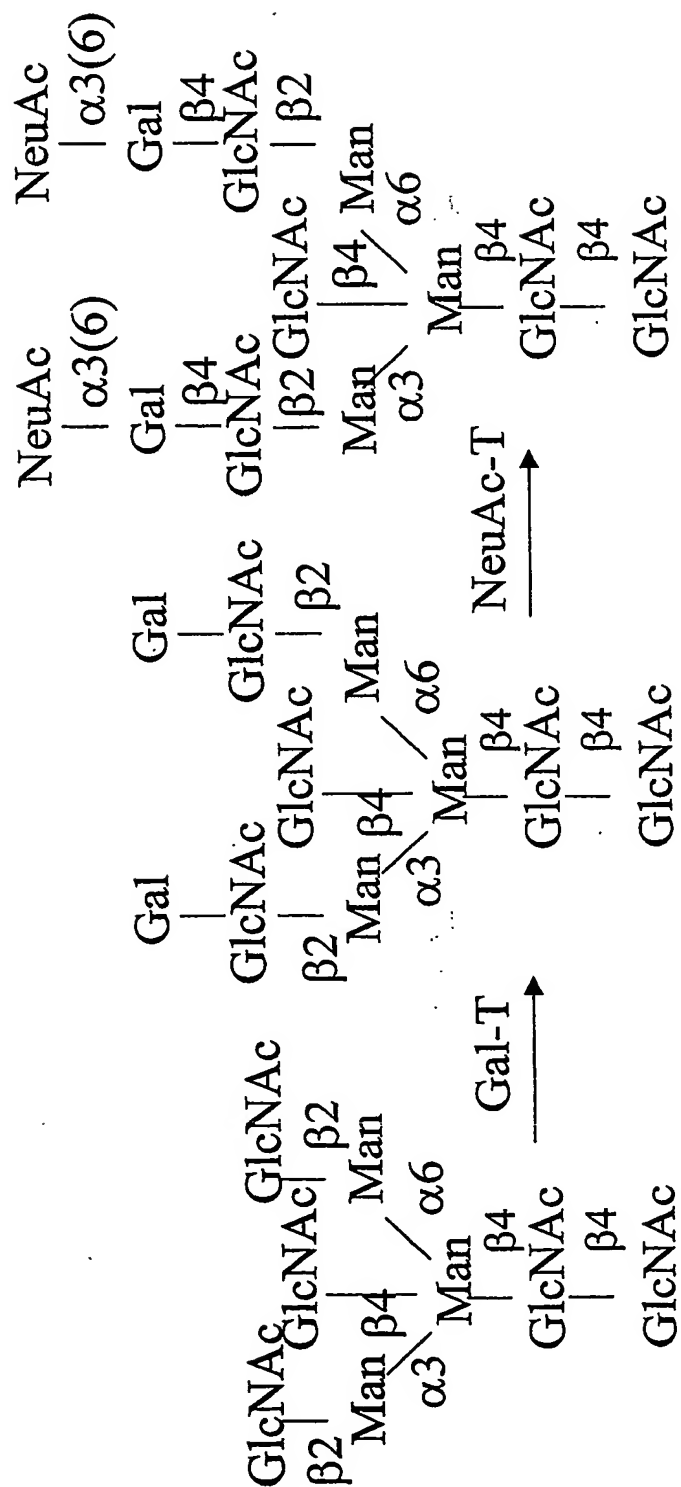 GlcNAc GlcNAc
GlcNAc
β2 β2
Man β4 Man
α3 α6
Man
β4
GlcNAc
β4
GlcNAc
Gal-T
Gal Gal
GlcNAc GlcNAc
GlcNAc
β2 β2
Man β4 Man
α3 α6
Man
β4
GlcNAc
β4
GlcNAc
NeuAc-T
NeuAc NeuAc
α3(6) α3(6)
Gal Gal
β4 β4
GlcNAc GlcNAc
β2 GlcNAc β2
Man β4 Man
α3 α6
Man
β4
GlcNAc
β4
GlcNAc